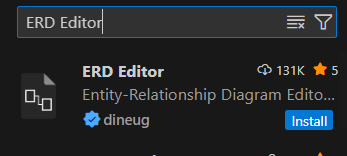 ERD Editor
ERD Editor 131K 5
Entity-Relationship Diagram Edito...
dineug Install